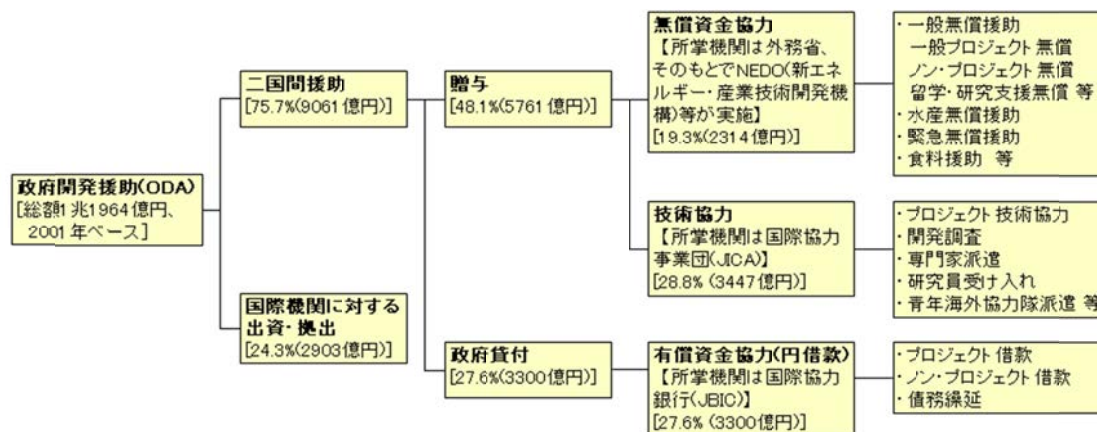 政府開発援助(ODA)
[総額1兆1964億円、
2001年ベース]
二国間援助
[75.7%(9061億円)]
国際機関に対する
出資・拠出
[24.3%(2903億円)]
贈与
[48.1%(5761億円)]
政府貸付
[27.6%(3300億円)]
無償資金協力
【所掌機関は外務省、
そのもとでNEDO(新エネ
ルギー・産業技術開発機
構)等が実施】
[19.3%(2314億円)]
技術協力
【所掌機関は国際協力
事業団(JICA)】
[28.8% (3447億円)]
有償資金協力(円借款)
【所掌機関は国際協力
銀行(JBIC)】
[27.6% (3300億円)]
・一般無償援助
一般プロジェクト無償
ノン・プロジェクト無償
留学・研究支援無償 等
・水産無償援助
・緊急無償援助
・食料援助 等
・プロジェクト技術協力
・開発調査
・専門家派遣
・研究員受け入れ
・青年海外協力隊派遣 等
・プロジェクト借款
・ノン・プロジェクト借款
・債務繰延